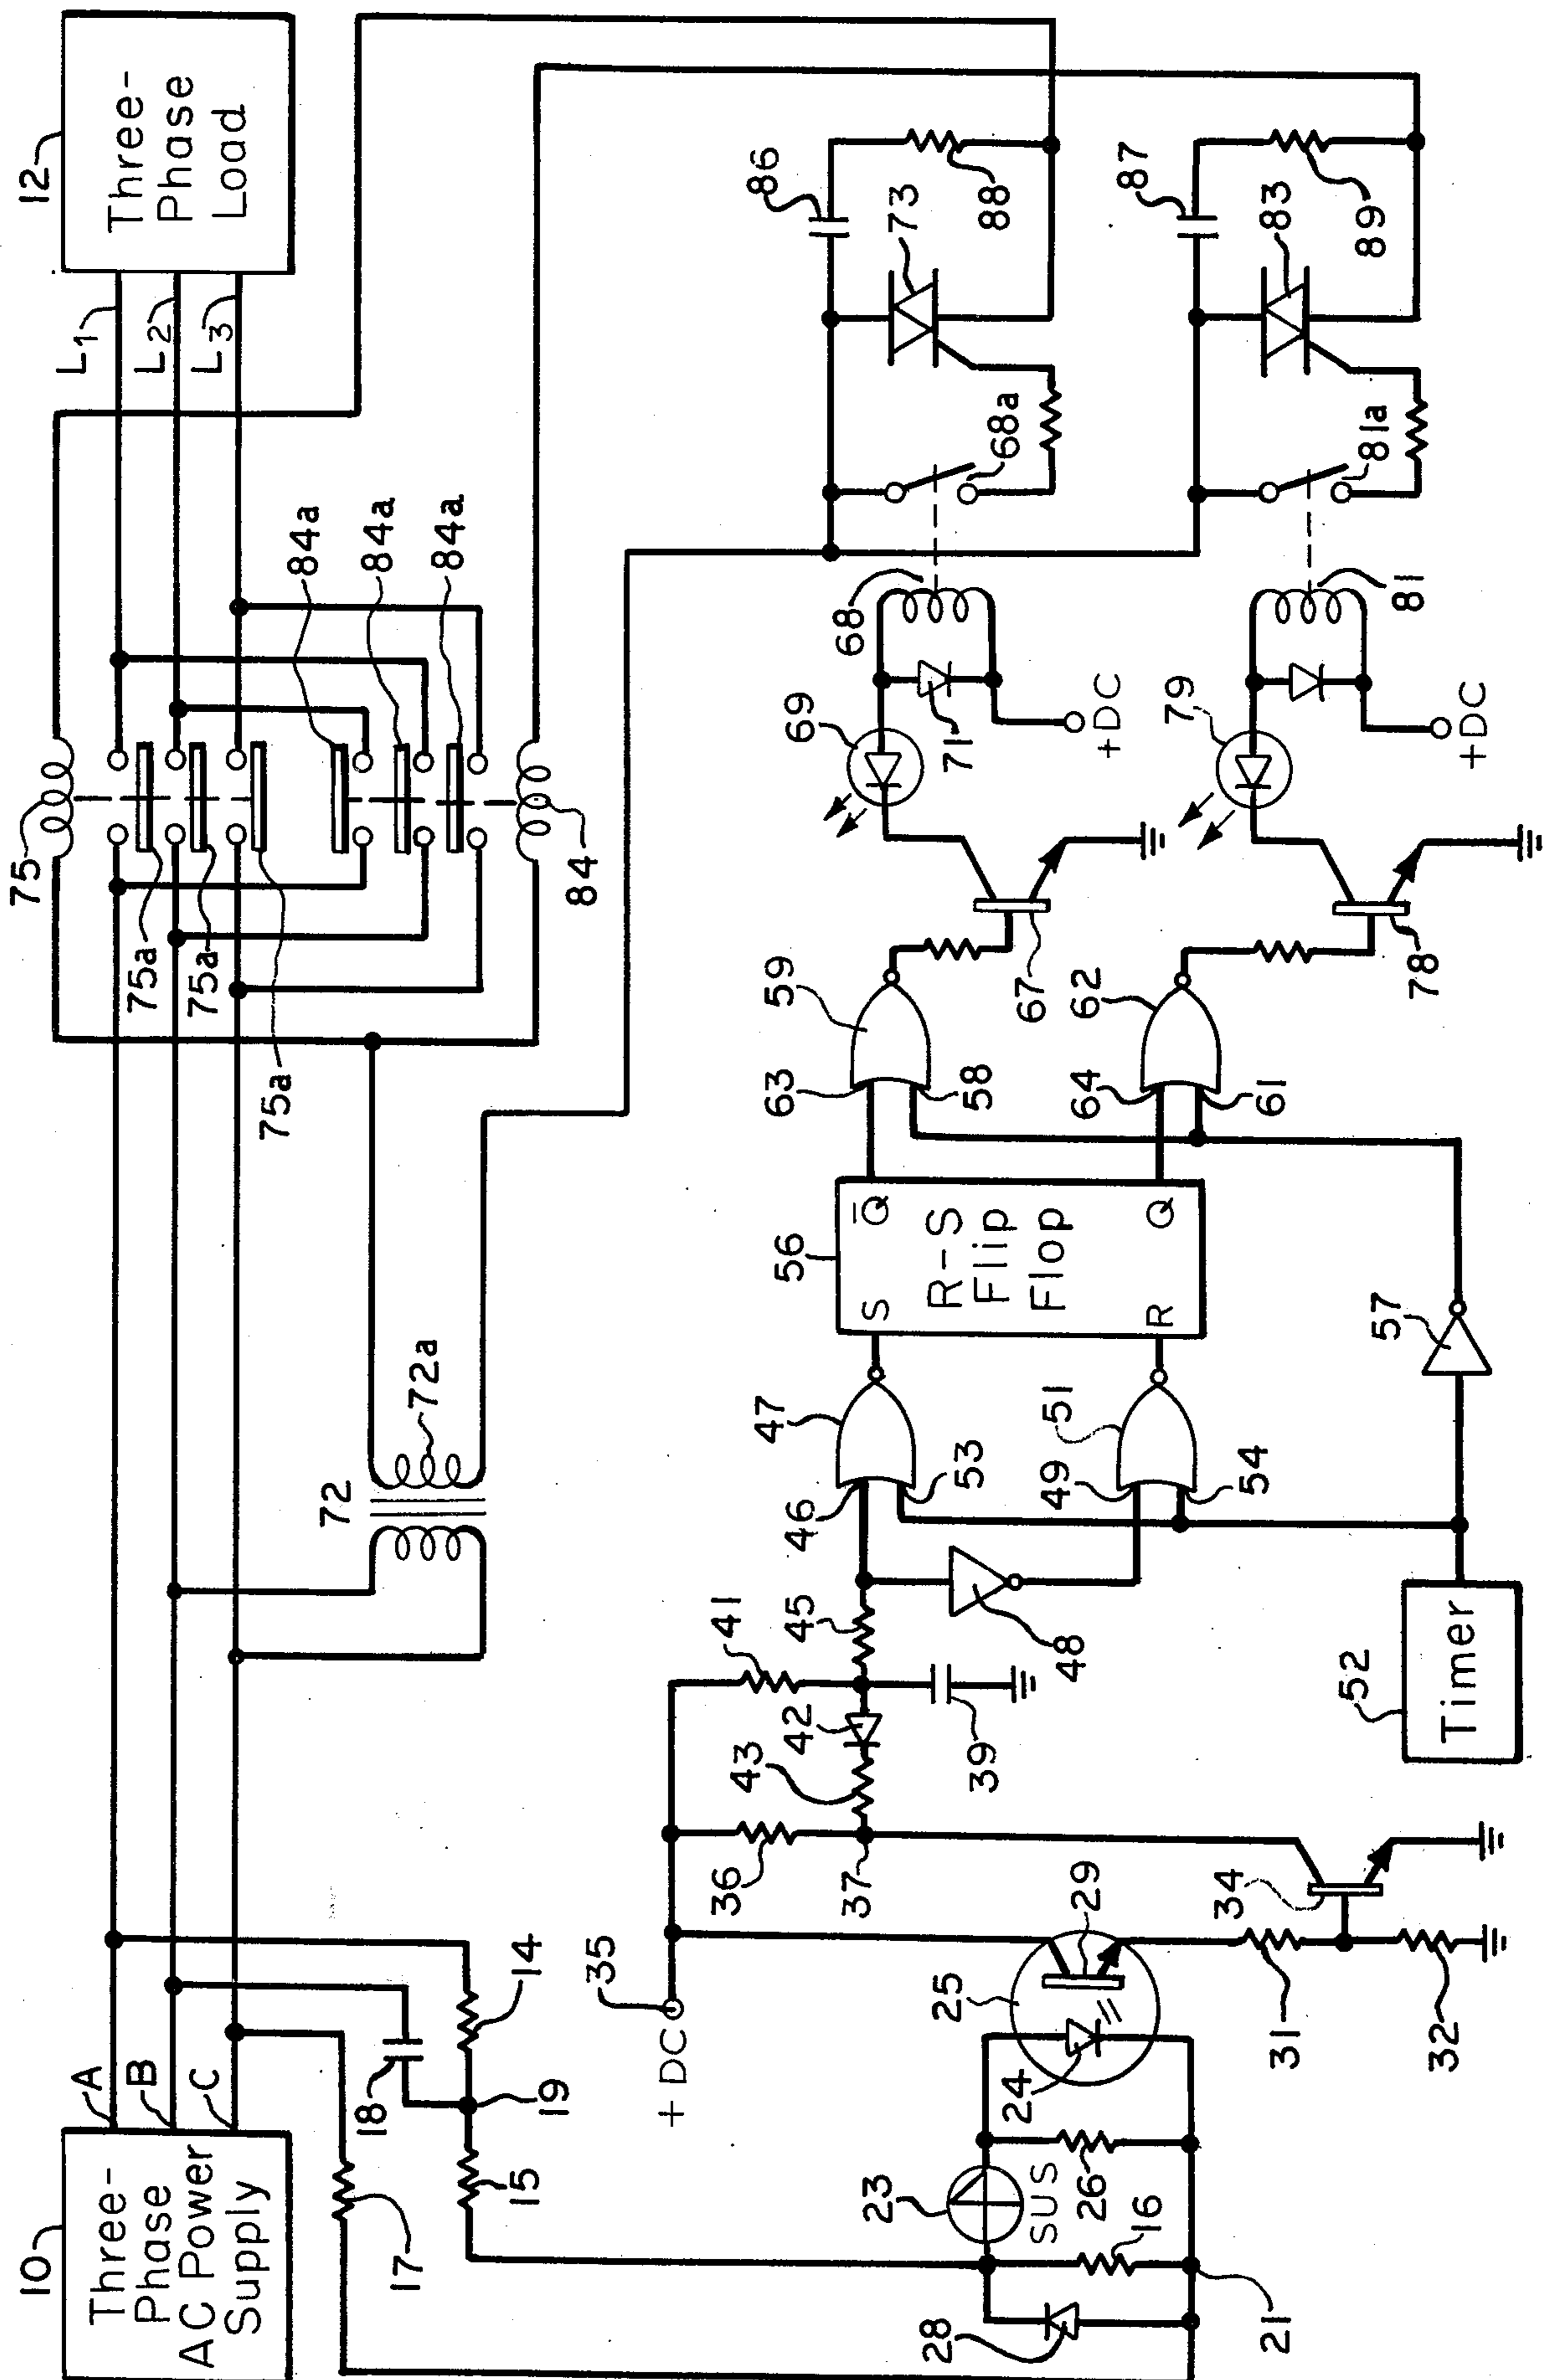 10
Three-
Phase
AC Power
Supply
A
B
C
12
Three-
Phase
Load
L1
L2
L3
75
75a
75a
75a
84a
84a
84a
84
72
72a
14
15
17
18
19
+ DC
35
25
29
24
23
SUS
26
16
28
21
31
32
34
36
37
43
42
41
39
45
48
46
47
53
49
51
54
52
Timer
57
56
S
R
Q̅
Q
R-S
Flip
Flop
63
59
58
64
62
61
67
69
68
71
+DC
78
79
81
+DC
68a
73
86
88
81a
83
87
89